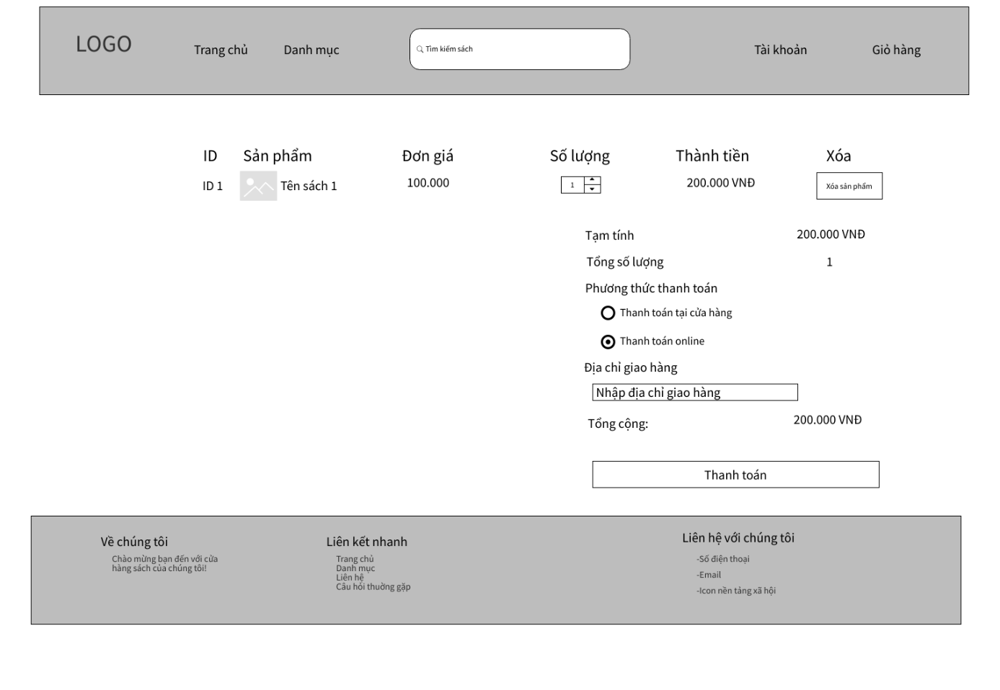 LOGO
Trang chủ
Danh mục
Tìm kiếm sách
Tài khoản
Giỏ hàng
ID
Sản phẩm
Đơn giá
Số lượng
Thành tiền
Xóa
ID 1
Tên sách 1
100.000
1
200.000 VNĐ
Xóa sản phẩm
Tạm tính
200.000 VNĐ
Tổng số lượng
1
Phương thức thanh toán
Thanh toán tại cửa hàng
Thanh toán online
Địa chỉ giao hàng
Nhập địa chỉ giao hàng
Tổng cộng:
200.000 VNĐ
Thanh toán
Về chúng tôi
Chào mừng bạn đến với cửa
hàng sách của chúng tôi!
Liên kết nhanh
Trang chủ
Danh mục
Liên hệ
Câu hỏi thuờng gặp
Liên hệ với chúng tôi
-Số điện thoại
-Email
-Icon nền tảng xã hội